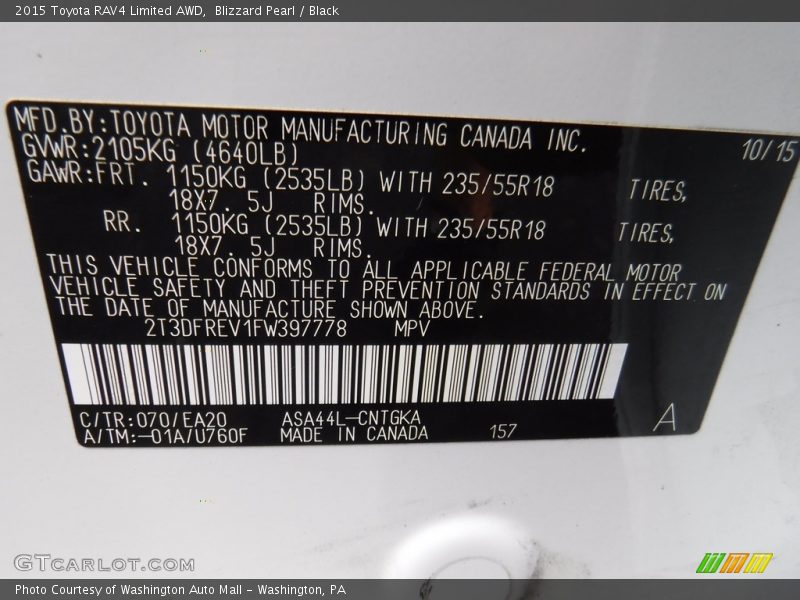 2015 Toyota RAV4 Limited AWD,  Blizzard Pearl / Black
MFD.BY:TOYOTA MOTOR MANUFACTURING CANADA INC.
10/15
GVWR:2105KG (4640LB)
GAWR:FRT. 1150KG (2535LB) WITH 235/55R18 TIRES,
18X7.5J RIMS.
RR. 1150KG (2535LB) WITH 235/55R18 TIRES,
18X7.5J RIMS.
THIS VEHICLE CONFORMS TO ALL APPLICABLE FEDERAL MOTOR
VEHICLE SAFETY AND THEFT PREVENTION STANDARDS IN EFFECT ON
THE DATE OF MANUFACTURE SHOWN ABOVE.
2T3DFREV1FW397778 MPV
C/TR:070/EA20 ASA44L-CNTGKA
A/TM:-01A/U760F MADE IN CANADA 157
A
GTcarlot.com
Photo Courtesy of Washington Auto Mall - Washington, PA